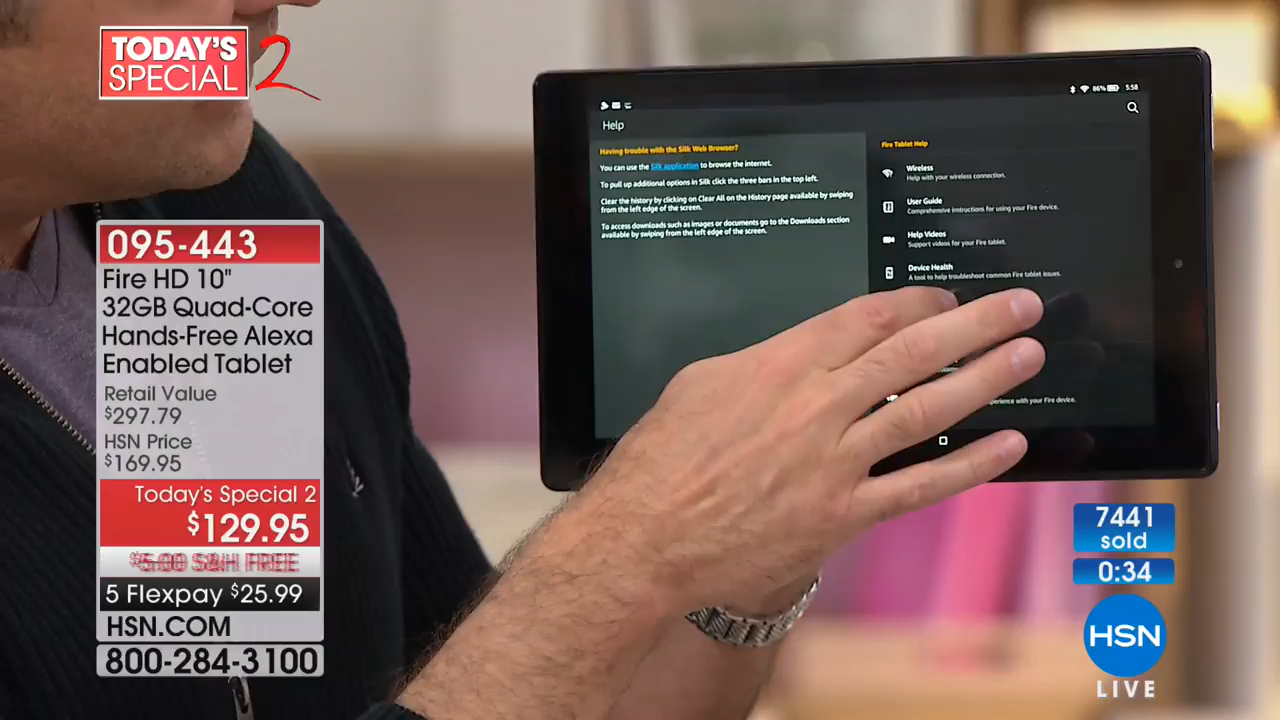 TODAY'S
SPECIAL 2
095-443
Fire HD 10"
32GB Quad-Core
Hands-Free Alexa
Enabled Tablet
Retail Value
$297.79
HSN Price
$169.95
Today's Special 2
$129.95
$5.00 S&H FREE
5 Flexpay $25.99
HSN.COM
800-284-3100
86% 5:58
Help
Having trouble with the Silk Web Browser?
You can use the Silk application to browse the internet.
To pull up additional options in Silk click the three bars in the top left.
Clear the history by clicking on Clear All on the History page available by swiping
from the left edge of the screen.
To access downloads such as images or documents go to the Downloads section
available by swiping from the left edge of the screen.
Fire Tablet Help
Wireless
Help with your wireless connection.
User Guide
Comprehensive instructions for using your Fire device.
Help Videos
Support videos for your Fire tablet.
Device Health
A tool to help troubleshoot common Fire tablet issues.
experience with your Fire device.
7441
sold
0:34
HSN
LIVE